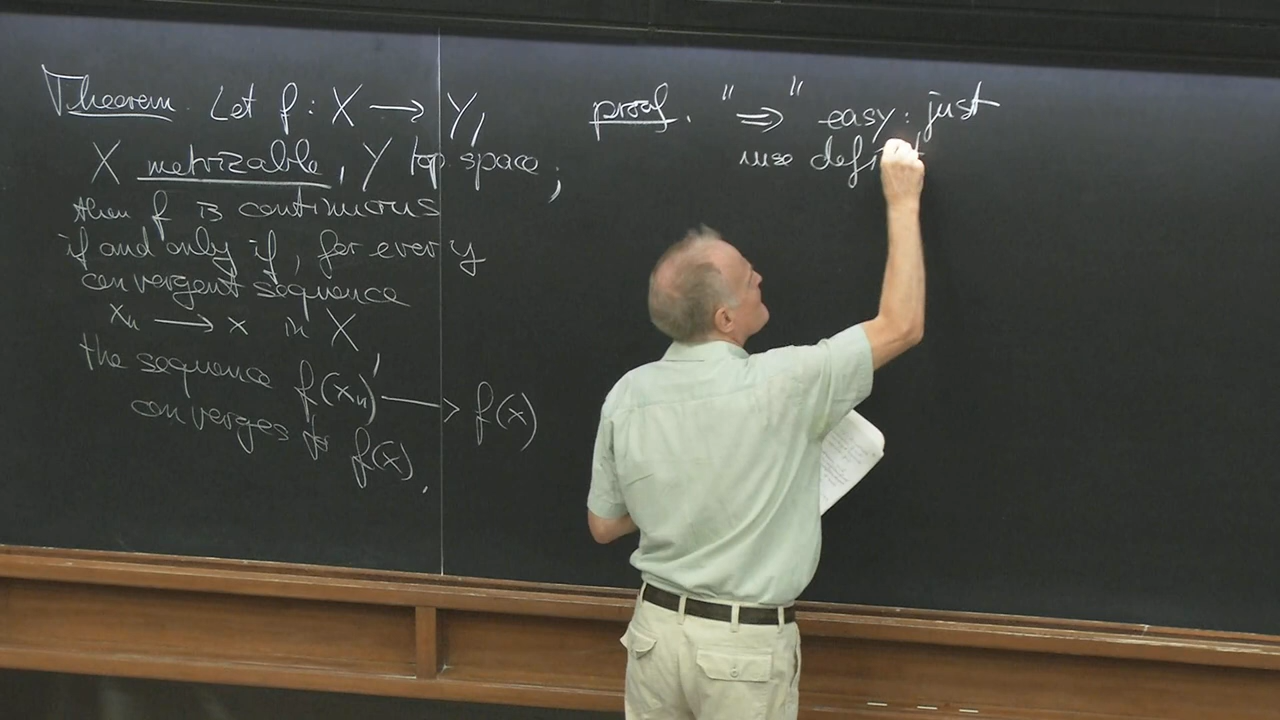 Theorem. Let f : X → Y,
X metrizable, Y top space;
then f is continuous
if and only if, for every
convergent sequence
xₙ → x in X,
the sequence f(xₙ) → f(x)
converges to f(x).
proof. "⇒" easy: just
use defi